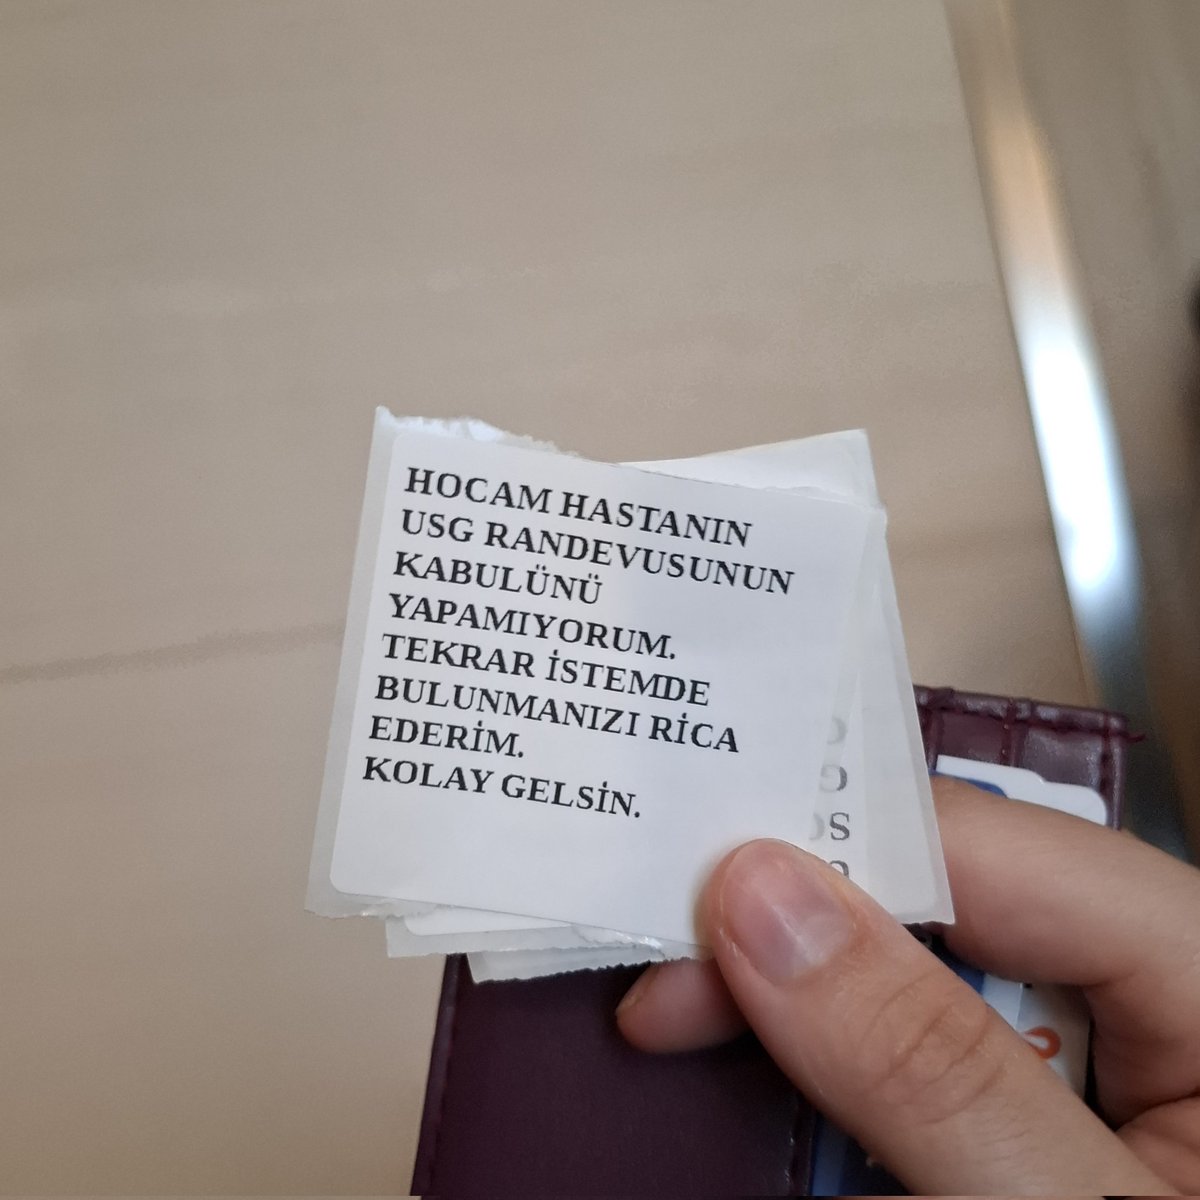 HOCAM HASTANIN
USG RANDEVUSUNUN
KABULÜNÜ
YAPAMIYORUM.
TEKRAR İSTEMDE
BULUNMANIZI RİCA
EDERİM.
KOLAY GELSİN.